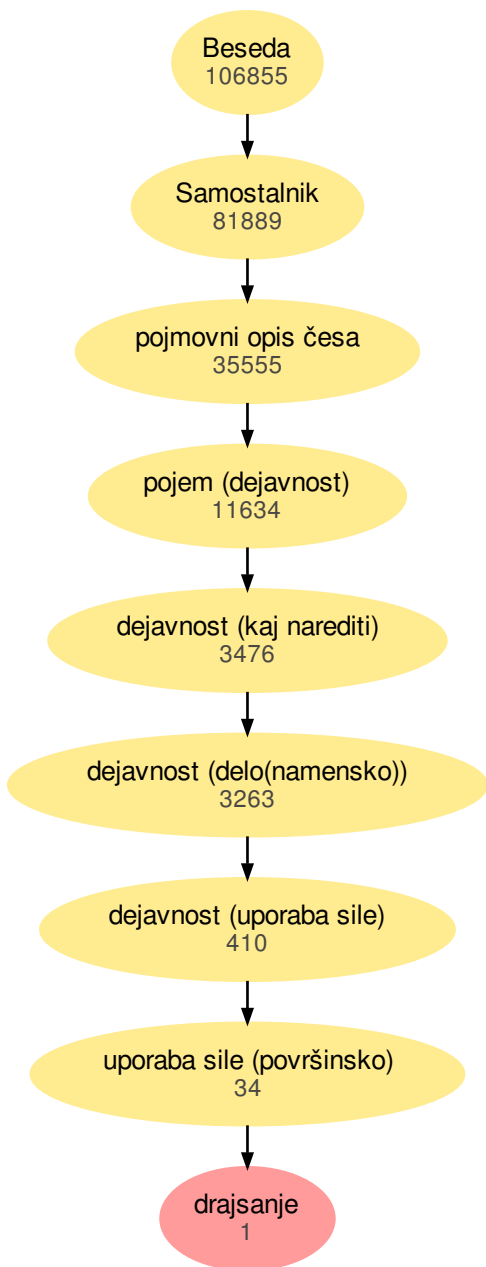 Beseda
106855
Samostalnik
81889
pojmovni opis česa
35555
pojem (dejavnost)
11634
dejavnost (kaj narediti)
3476
dejavnost (delo(namensko))
3263
dejavnost (uporaba sile)
410
uporaba sile (površinsko)
34
drajsanje
1